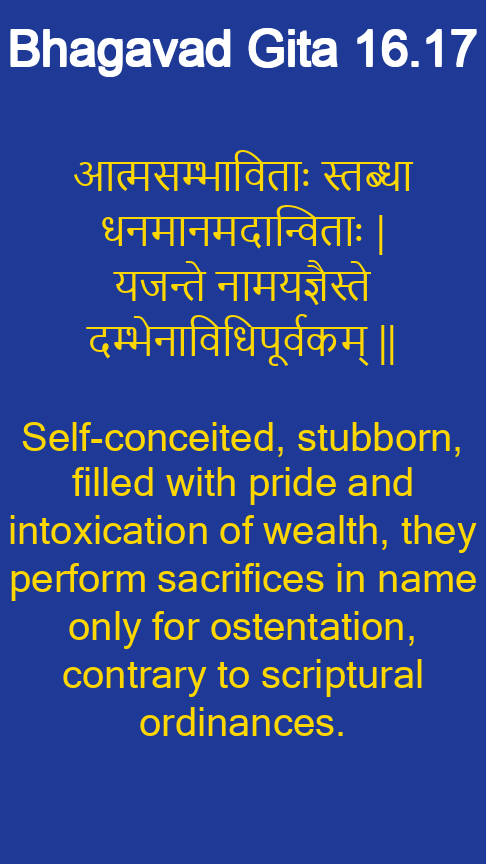 Bhagavad Gita 16.17
आत्मसम्भाविताः स्तब्धा
धनमानमदान्विताः |
यजन्ते नामयज्ञैस्ते
दम्भेनाविधिपूर्वकम् ||
Self-conceited, stubborn,
filled with pride and
intoxication of wealth, they
perform sacrifices in name
only for ostentation,
contrary to scriptural
ordinances.